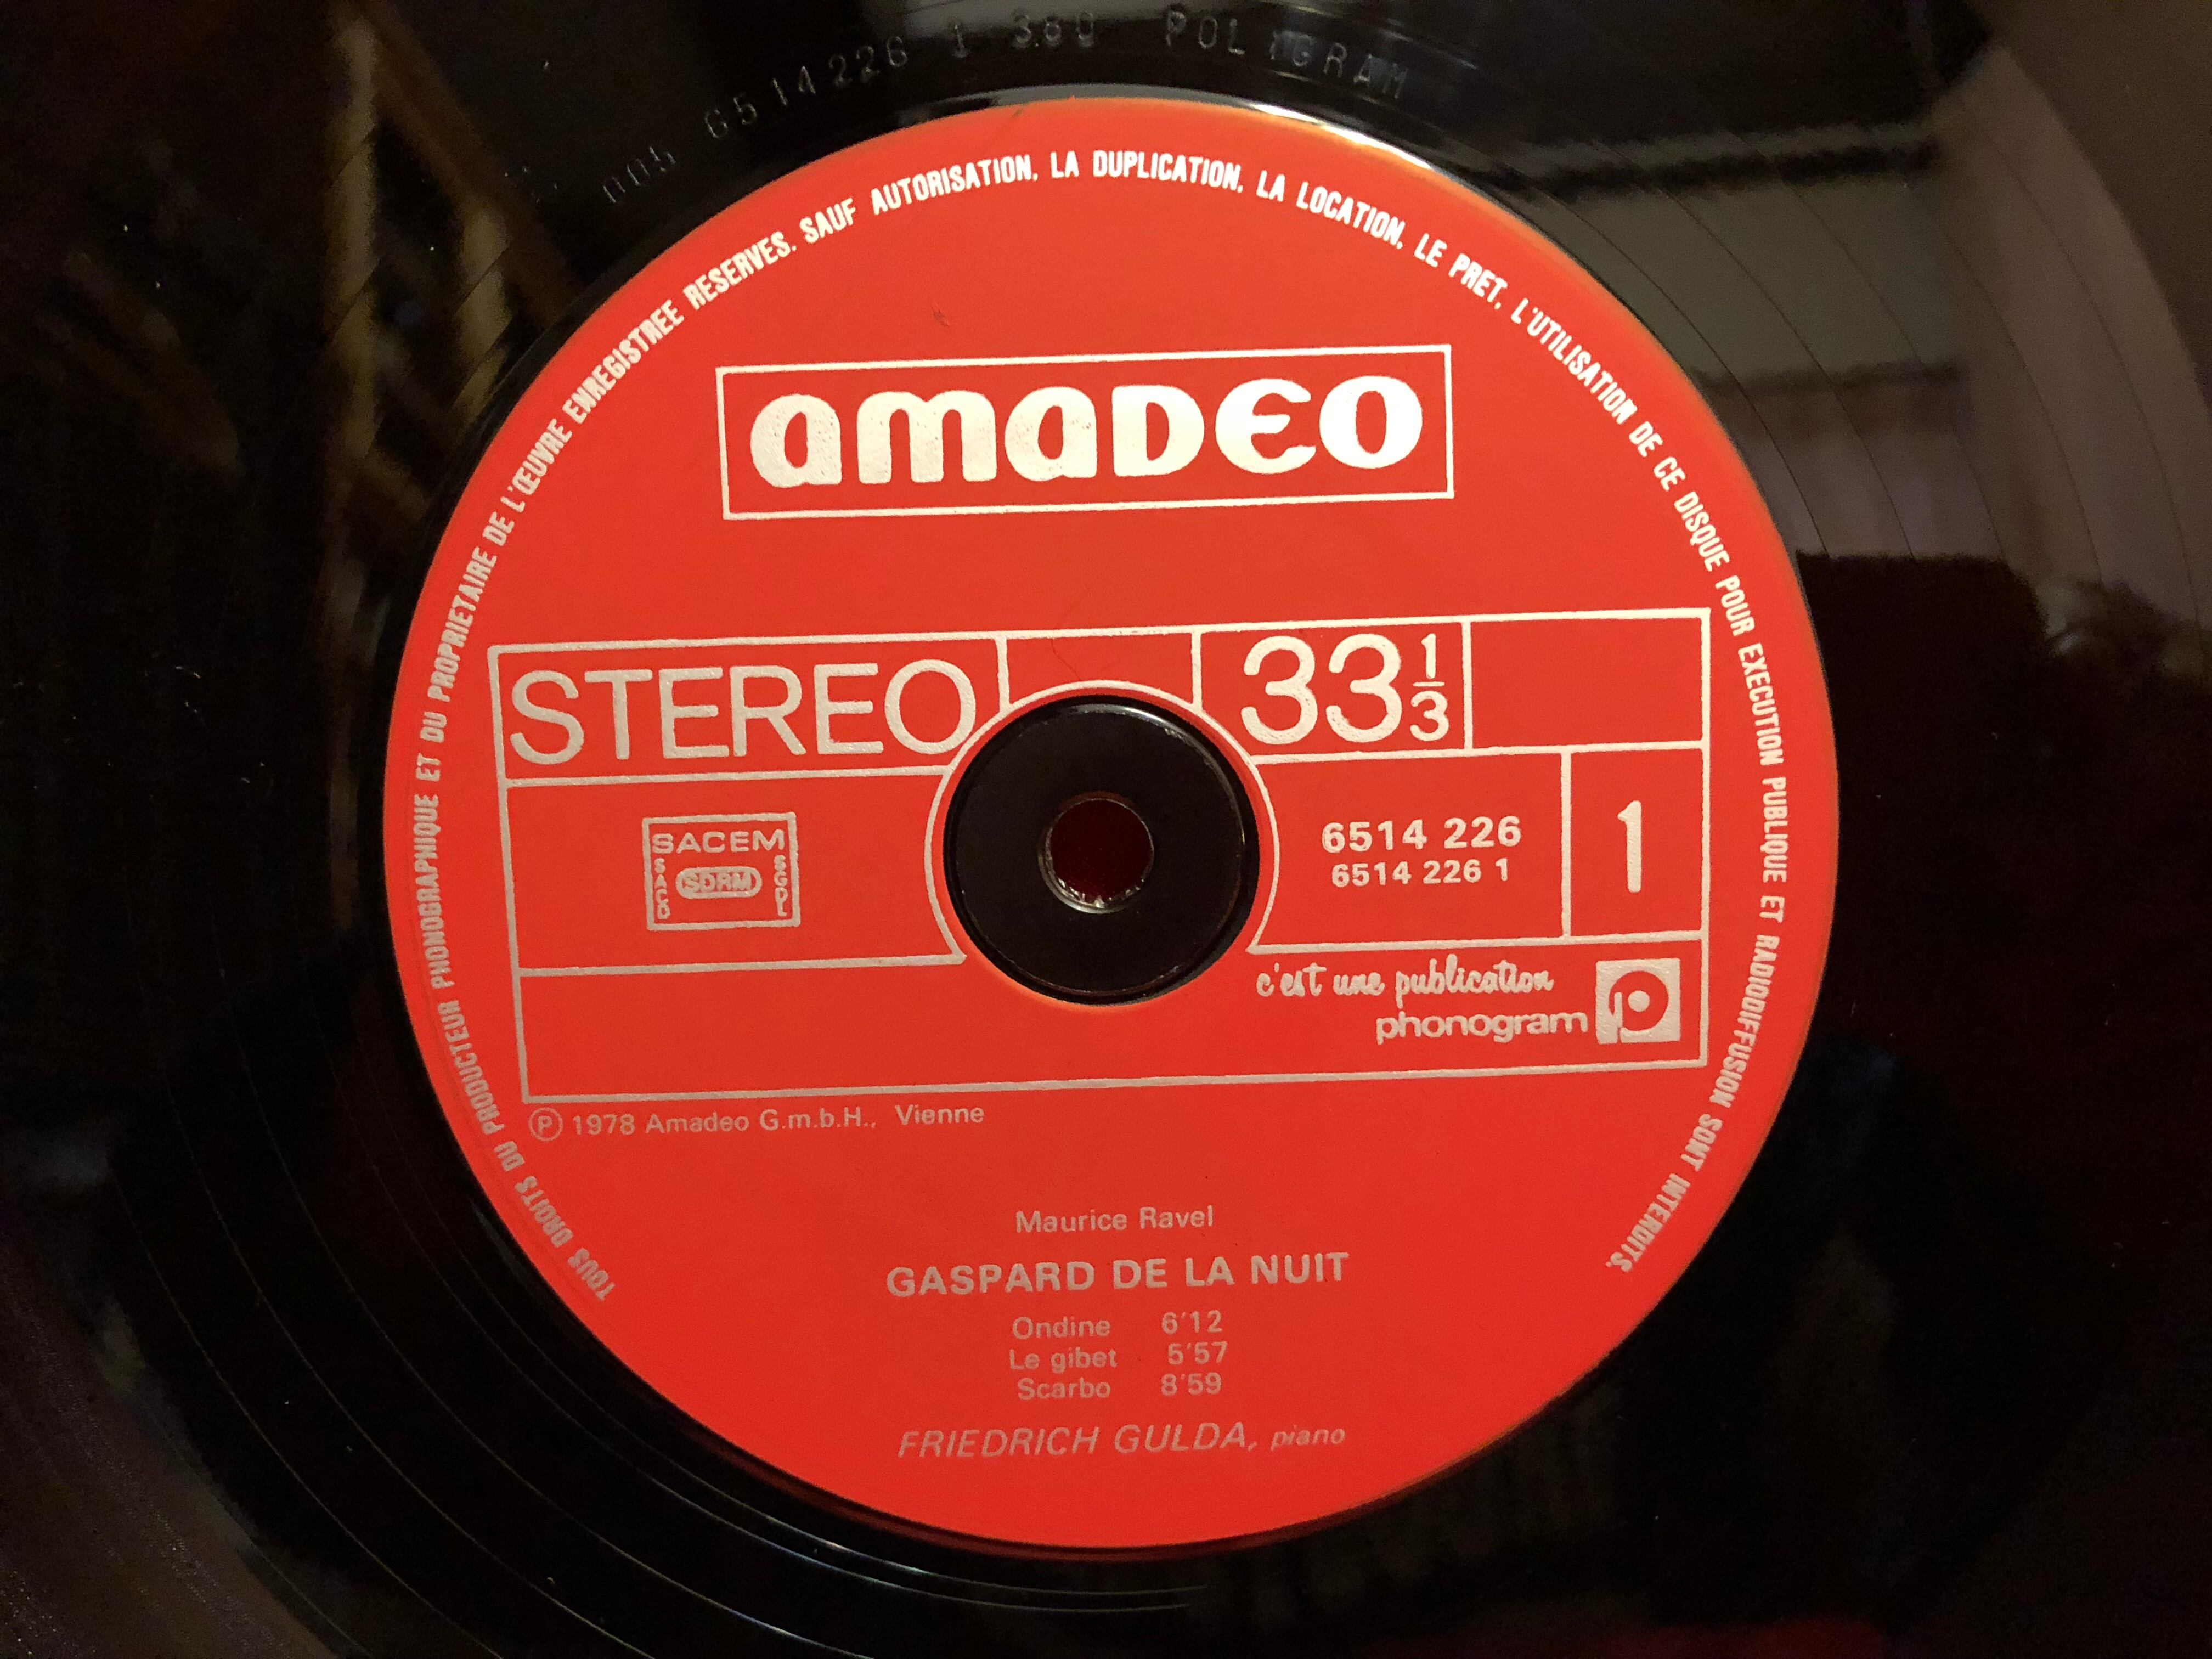 6514226 1 380 POLYGRAM
TOUS DROITS DU PRODUCTEUR PHONOGRAPHIQUE ET DU PROPRIETAIRE DE L'ŒUVRE ENREGISTREE RESERVES. SAUF AUTORISATION, LA DUPLICATION, LA LOCATION, LE PRET, L'UTILISATION DE CE DISQUE POUR EXECUTION PUBLIQUE ET RADIODIFFUSION SONT INTERDITS.
amaDeo
STEREO
33 1/3
SACEM
SACD
SDRM
SGDL
6514 226
6514 226 1
1
c'est une publication
phonogram
Ⓟ 1978 Amadeo G.m.b.H., Vienne
Maurice Ravel
GASPARD DE LA NUIT
Ondine 6'12
Le gibet 5'57
Scarbo 8'59
FRIEDRICH GULDA, piano